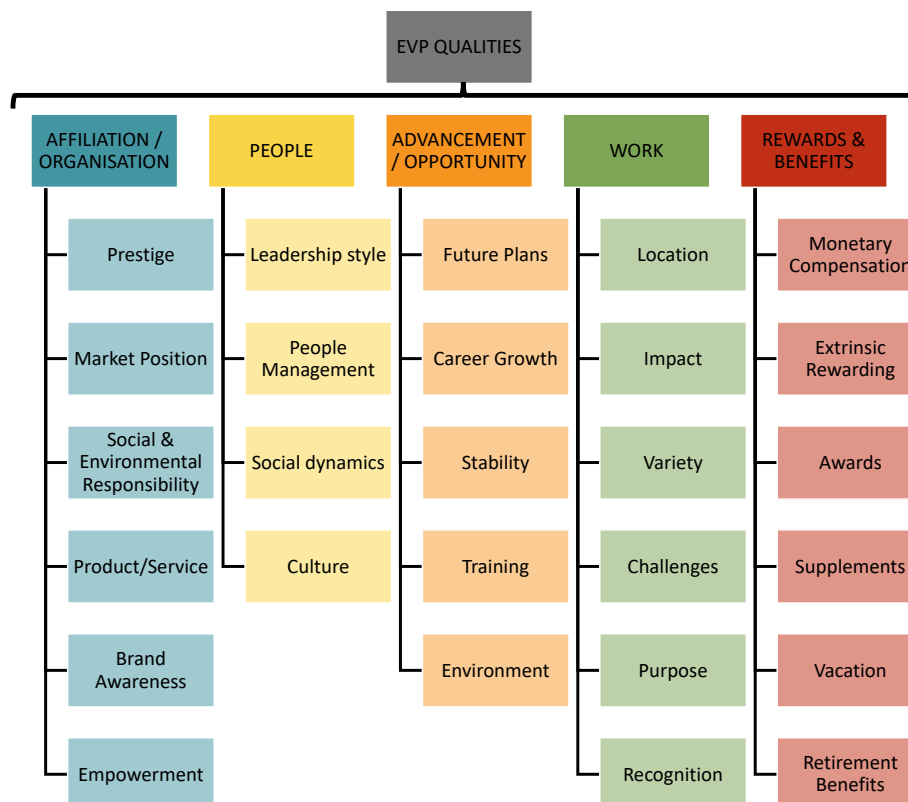 EVP QUALITIES
AFFILIATION /
ORGANISATION
PEOPLE
ADVANCEMENT
/ OPPORTUNITY
WORK
REWARDS &
BENEFITS
Prestige
Market Position
Social &
Environmental
Responsibility
Product/Service
Brand
Awareness
Empowerment
Leadership style
People
Management
Social dynamics
Culture
Future Plans
Career Growth
Stability
Training
Environment
Location
Impact
Variety
Challenges
Purpose
Recognition
Monetary
Compensation
Extrinsic
Rewarding
Awards
Supplements
Vacation
Retirement
Benefits